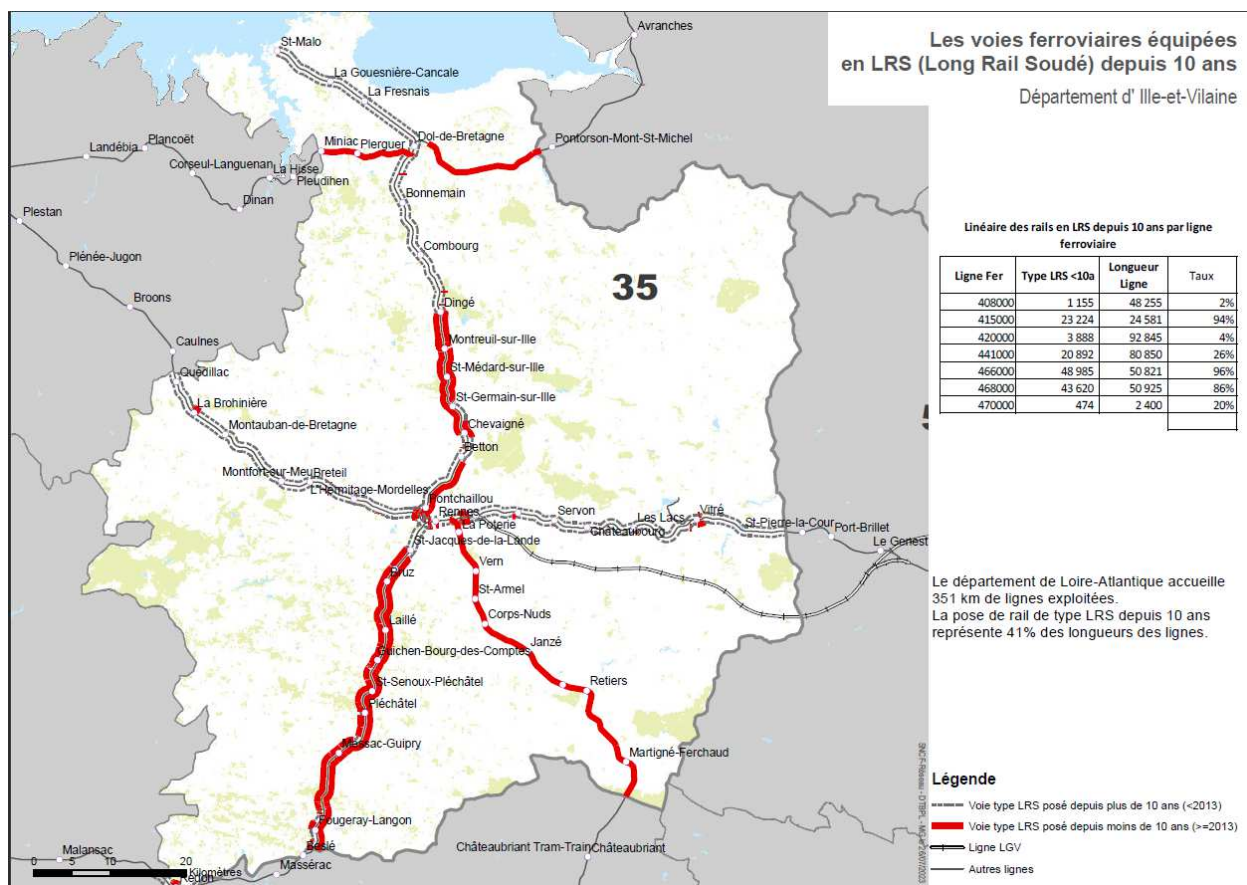 Les voies ferroviaires équipées
en LRS (Long Rail Soudé) depuis 10 ans
Département d' Ille-et-Vilaine
Linéaire des rails en LRS depuis 10 ans par ligne
ferroviaire
Ligne Fer Type LRS <10a Longueur Ligne Taux
408000 1 155 48 255 2%
415000 23 224 24 581 94%
420000 3 888 92 845 4%
441000 20 892 80 850 26%
466000 48 985 50 821 96%
468000 43 620 50 925 86%
470000 474 2 400 20%
Le département de Loire-Atlantique accueille
351 km de lignes exploitées.
La pose de rail de type LRS depuis 10 ans
représente 41% des longueurs des lignes.
Légende
Voie type LRS posé depuis plus de 10 ans (<2013)
Voie type LRS posé depuis moins de 10 ans (>=2013)
Ligne LGV
Autres lignes
35
Avranches
St-Malo
La Gouesnière-Cancale
La Fresnais
Dol-de-Bretagne
Pontorson-Mont-St-Michel
Miniac
Plerguer
Plancoët
Landébia
Corseul-Languenan
La Hisse
Pleudihen
Dinan
Bonnemain
Plestan
Combourg
Plénée-Jugon
Broons
Dingé
Caulnes
Montreuil-sur-Ille
Quédillac
St-Médard-sur-Ille
La Brohinière
St-Germain-sur-Ille
Montauban-de-Bretagne
Chevaigné
Betton
Montfort-sur-Meu
Breteil
L'Hermitage-Mordelles
Pontchaillou
Rennes
La Poterie
Servon
Les Lacs
Vitré
Châteaubourg
St-Pierre-la-Cour
Port-Brillet
Le Genest
St-Jacques-de-la-Lande
Vern
Bruz
St-Armel
Corps-Nuds
Laillé
Janzé
Guichen-Bourg-des-Comptes
St-Senoux-Pléchâtel
Retiers
Pléchâtel
Messac-Guipry
Martigné-Ferchaud
Fougeray-Langon
Beslé
Malansac
Massérac
Châteaubriant Tram-Train
Châteaubriant
Redon
0 5 10 20
Kilomètres